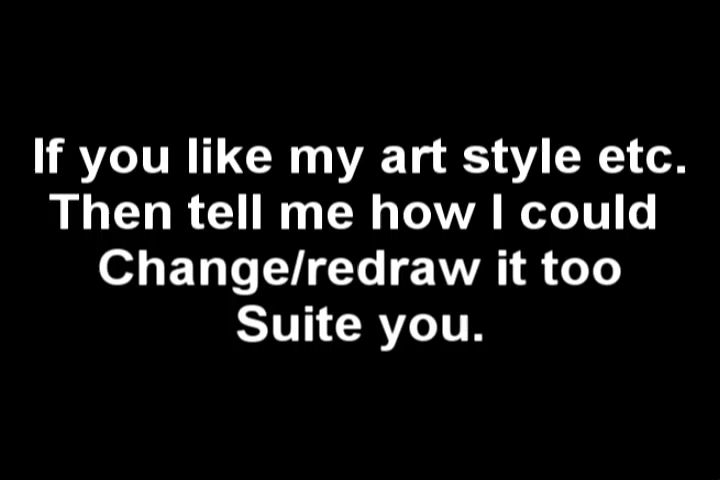 If you like my art style etc.
Then tell me how I could
Change/redraw it too
Suite you.